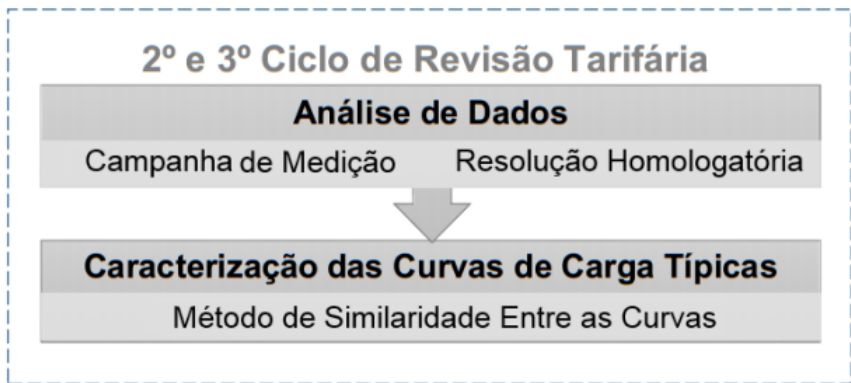 2º e 3º Ciclo de Revisão Tarifária
Análise de Dados
Campanha de Medição Resolução Homologatória
Caracterização das Curvas de Carga Típicas
Método de Similaridade Entre as Curvas